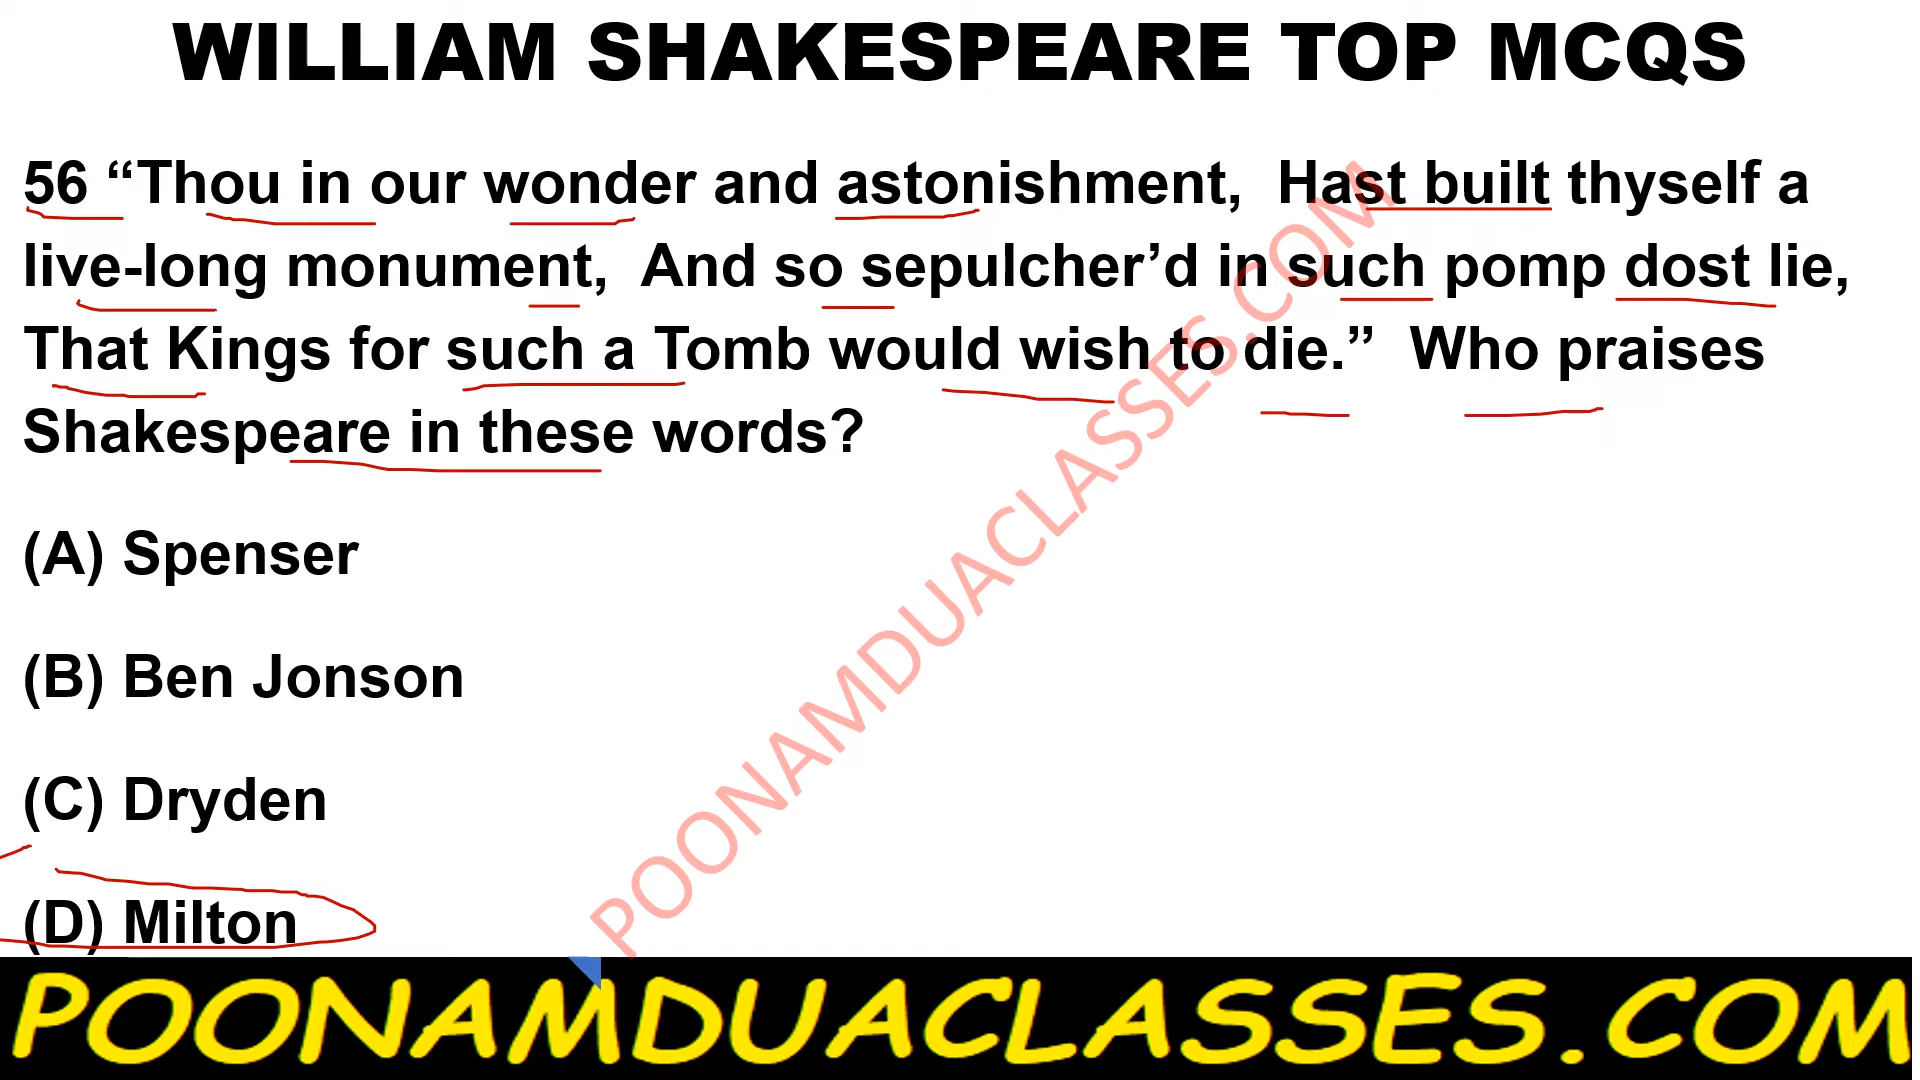 WILLIAM SHAKESPEARE TOP MCQS
56 “Thou in our wonder and astonishment, Hast built thyself a
live-long monument, And so sepulcher’d in such pomp dost lie,
That Kings for such a Tomb would wish to die.” Who praises
Shakespeare in these words?
(A) Spenser
(B) Ben Jonson
(C) Dryden
(D) Milton
POONAMDUACLASSES.COM
POONAMDUACLASSES.COM